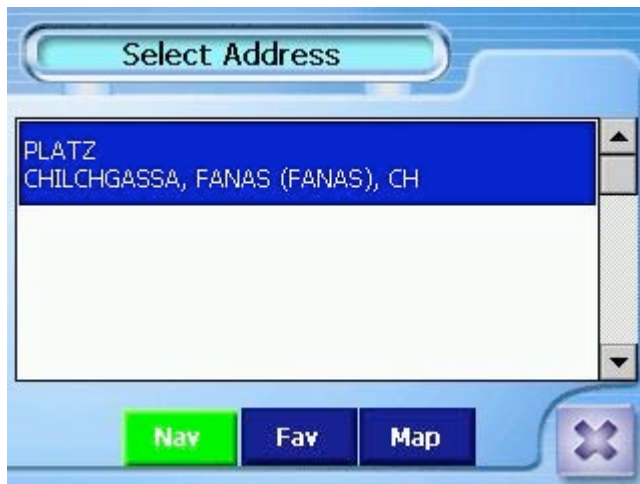 Select Address
PLATZ
CHILCHGASSA, FANAS (FANAS), CH
Nav Fav Map